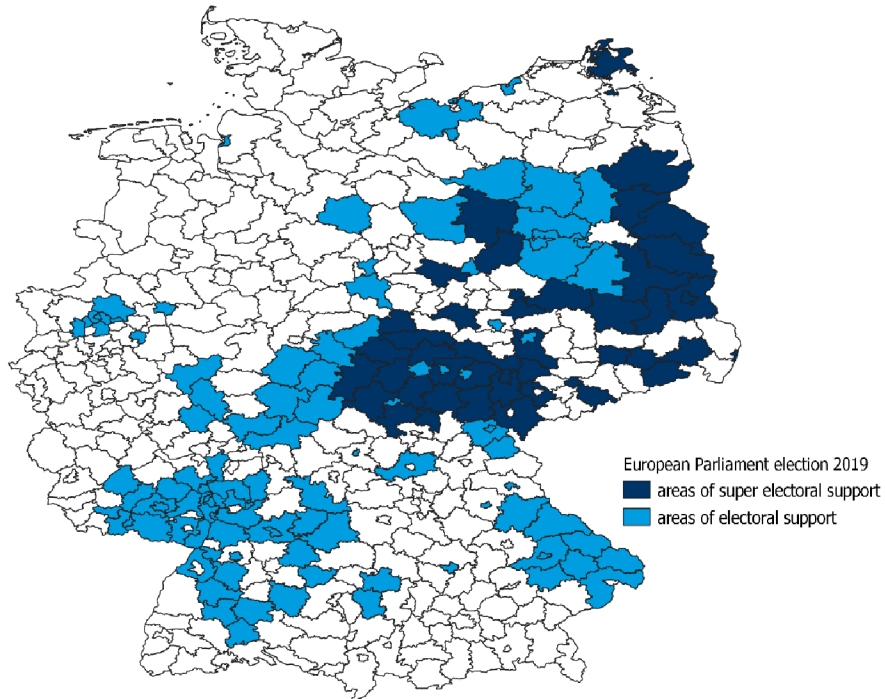 European Parliament election 2019
areas of super electoral support
areas of electoral support